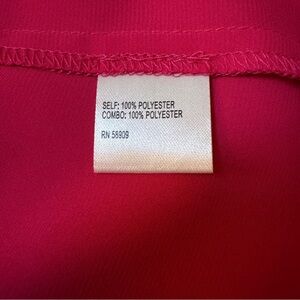 SELF: 100% POLYESTER
COMBO: 100% POLYESTER
RN 56909